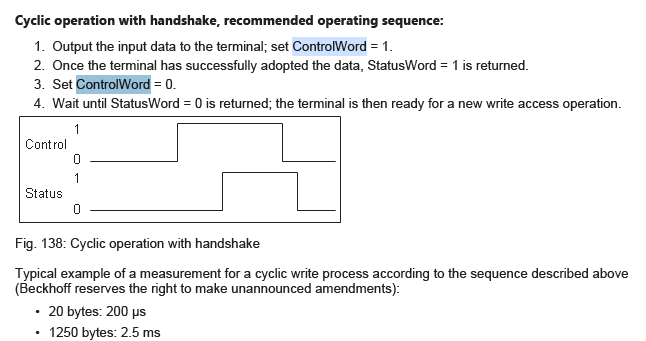 Cyclic operation with handshake, recommended operating sequence:
1. Output the input data to the terminal; set ControlWord = 1.
2. Once the terminal has successfully adopted the data, StatusWord = 1 is returned.
3. Set ControlWord = 0.
4. Wait until StatusWord = 0 is returned; the terminal is then ready for a new write access operation.
1
Control
0
1
Status
0
Fig. 138: Cyclic operation with handshake
Typical example of a measurement for a cyclic write process according to the sequence described above
(Beckhoff reserves the right to make unannounced amendments):
• 20 bytes: 200 µs
• 1250 bytes: 2.5 ms